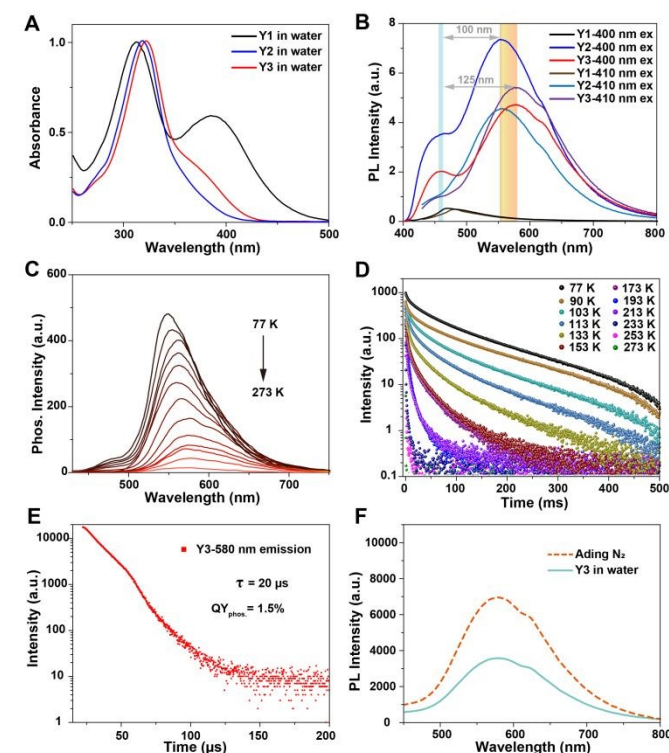 A
Y1 in water
Y2 in water
Y3 in water
Absorbance
1.0
0.5
0.0
300
400
500
Wavelength (nm)
B
100 nm
125 nm
Y1-400 nm ex
Y2-400 nm ex
Y3-400 nm ex
Y1-410 nm ex
Y2-410 nm ex
Y3-410 nm ex
PL Intensity (a.u.)
8
6
4
2
0
400
500
600
700
800
Wavelength (nm)
C
77 K
273 K
Phos. Intensity (a.u.)
600
500
400
300
200
100
0
500
600
700
Wavelength (nm)
D
77 K 173 K
90 K 193 K
103 K 213 K
113 K 233 K
133 K 253 K
153 K 273 K
Intensity (a.u.)
1000
100
10
1
0.1
0
100
200
300
400
500
Time (ms)
E
Y3-580 nm emission
τ = 20 μs
QYphos.= 1.5%
Intensity (a.u.)
10000
1000
100
10
1
50
100
150
200
Time (μs)
F
Ading N₂
Y3 in water
PL Intensity (a.u.)
10000
8000
6000
4000
2000
0
500
600
700
800
Wavelength (nm)